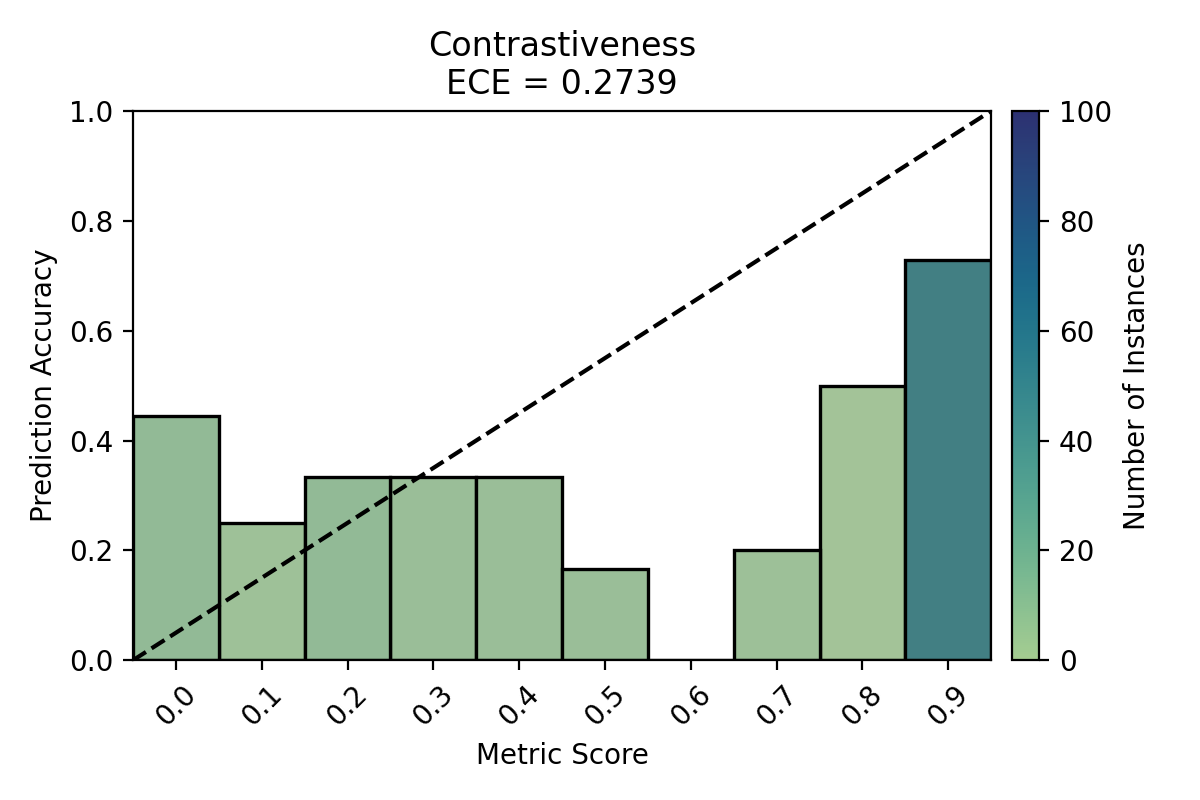 Contrastiveness
ECE = 0.2739
1.0
0.8
0.6
0.4
0.2
0.0
Prediction Accuracy
0.0 0.1 0.2 0.3 0.4 0.5 0.6 0.7 0.8 0.9
Metric Score
100
80
60
40
20
0
Number of Instances